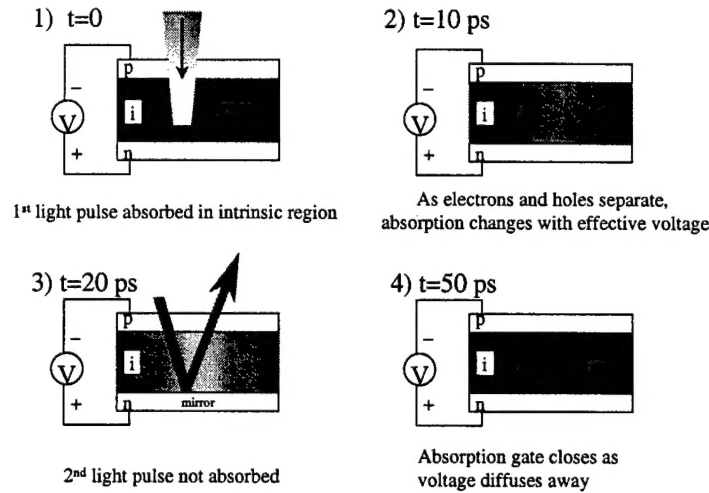 1) t=0
p
−
V
i
+
n
1st light pulse absorbed in intrinsic region
2) t=10 ps
p
−
V
i
+
n
As electrons and holes separate,
absorption changes with effective voltage
3) t=20 ps
p
−
V
i
+
n
mirror
2nd light pulse not absorbed
4) t=50 ps
p
−
V
i
+
n
Absorption gate closes as
voltage diffuses away